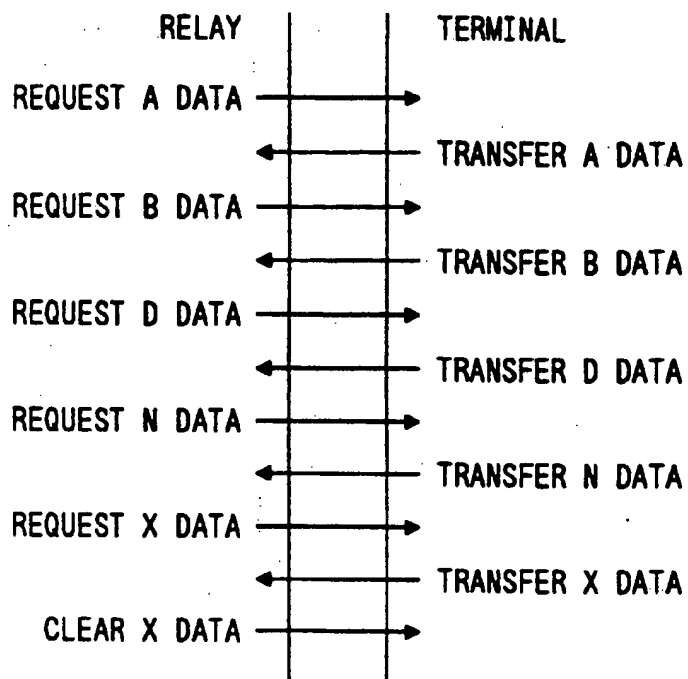 RELAY TERMINAL
REQUEST A DATA
TRANSFER A DATA
REQUEST B DATA
TRANSFER B DATA
REQUEST D DATA
TRANSFER D DATA
REQUEST N DATA
TRANSFER N DATA
REQUEST X DATA
TRANSFER X DATA
CLEAR X DATA